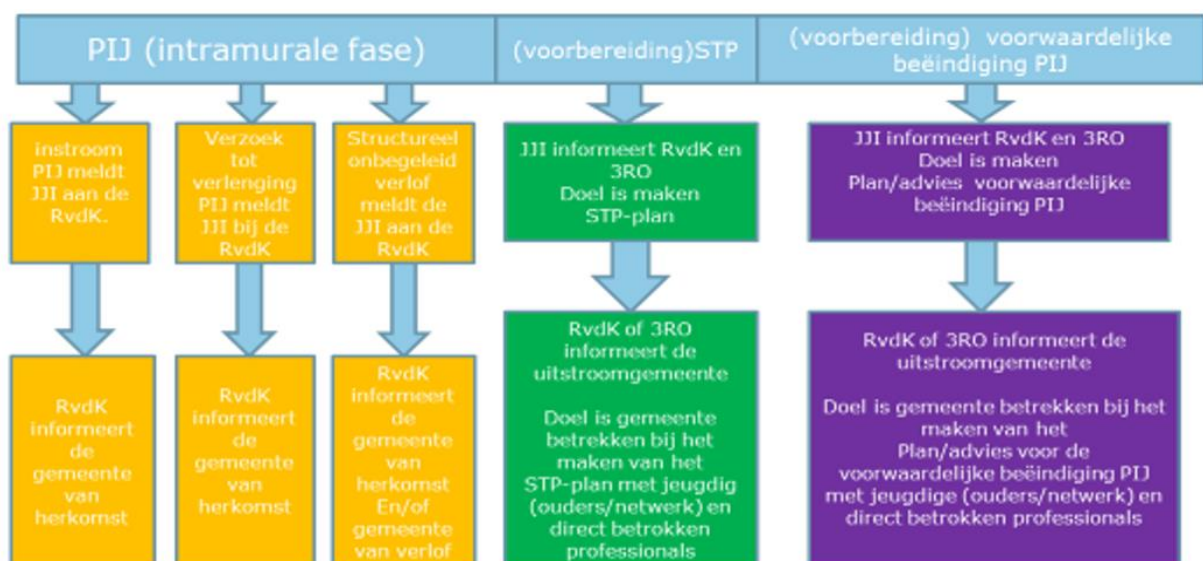 PIJ (intramurale fase)
(voorbereiding)STP
(voorbereiding) voorwaardelijke
beëindiging PIJ
instroom
PIJ meldt
JJI aan de
RvdK.
Verzoek
tot
verlenging
PIJ meldt
JJI bij de
RvdK
Structureel
onbegeleid
verlof
meldt de
JJI aan de
RvdK
JJI informeert RvdK en
3RO
Doel is maken
STP-plan
JJI informeert RvdK en 3RO
Doel is maken
Plan/advies voorwaardelijke
beëindiging PIJ
RvdK
informeert
de
gemeente
van
herkomst
RvdK
informeert
de
gemeente
van
herkomst
RvdK
informeert
de
gemeente
van
herkomst
En/of
gemeente
van verlof
RvdK of 3RO
informeert de
uitstroomgemeente
Doel is gemeente
betrekken bij het
maken van het
STP-plan met jeugdig
(ouders/netwerk) en
direct betrokken
professionals
RvdK of 3RO informeert de
uitstroomgemeente
Doel is gemeente betrekken bij het
maken van het
Plan/advies voor de
voorwaardelijke beëindiging PIJ
met jeugdige (ouders/netwerk) en
direct betrokken professionals